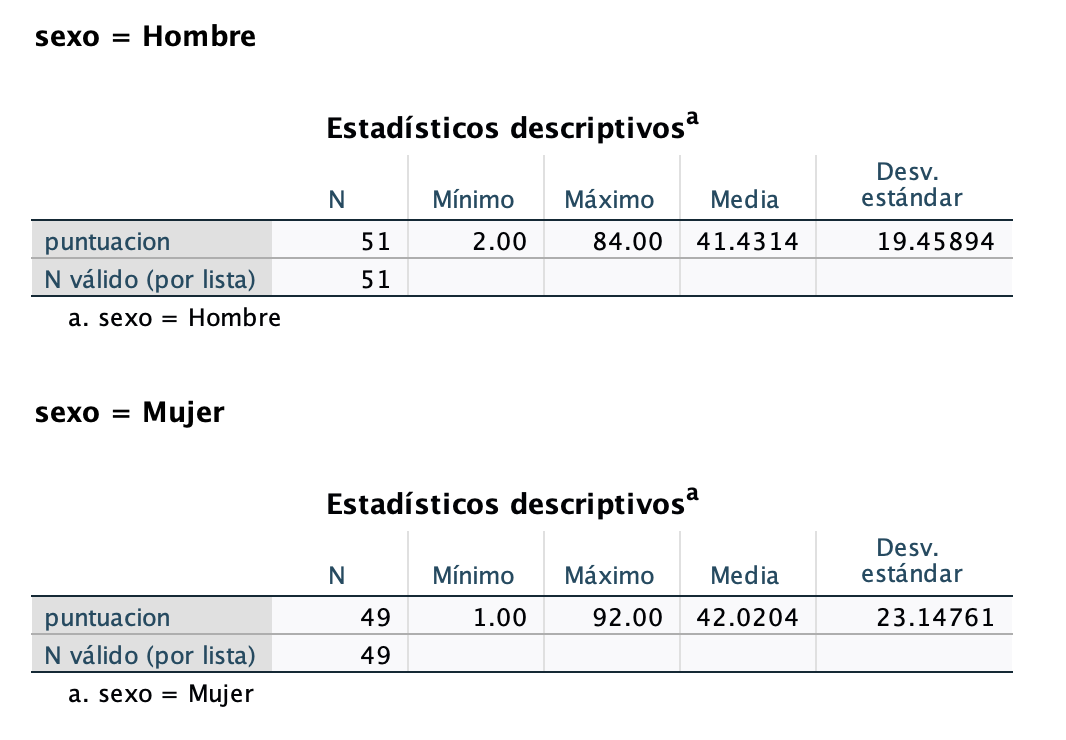 sexo = Hombre
Estadísticos descriptivosa
N Mínimo Máximo Media Desv. estándar
puntuacion 51 2.00 84.00 41.4314 19.45894
N válido (por lista) 51
a. sexo = Hombre
sexo = Mujer
Estadísticos descriptivosa
N Mínimo Máximo Media Desv. estándar
puntuacion 49 1.00 92.00 42.0204 23.14761
N válido (por lista) 49
a. sexo = Mujer